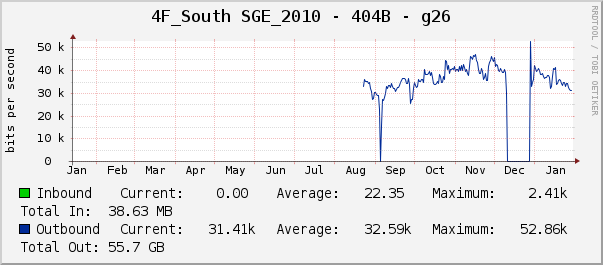 4F_South SGE_2010 - 404B - g26
RRDTOOL / TOBI OETIKER
bits per second
50 k
40 k
30 k
20 k
10 k
0
Jan Feb Mar Apr May Jun Jul Aug Sep Oct Nov Dec Jan
Inbound Current: 0.00 Average: 22.35 Maximum: 2.41k
Total In: 38.63 MB
Outbound Current: 31.41k Average: 32.59k Maximum: 52.86k
Total Out: 55.7 GB